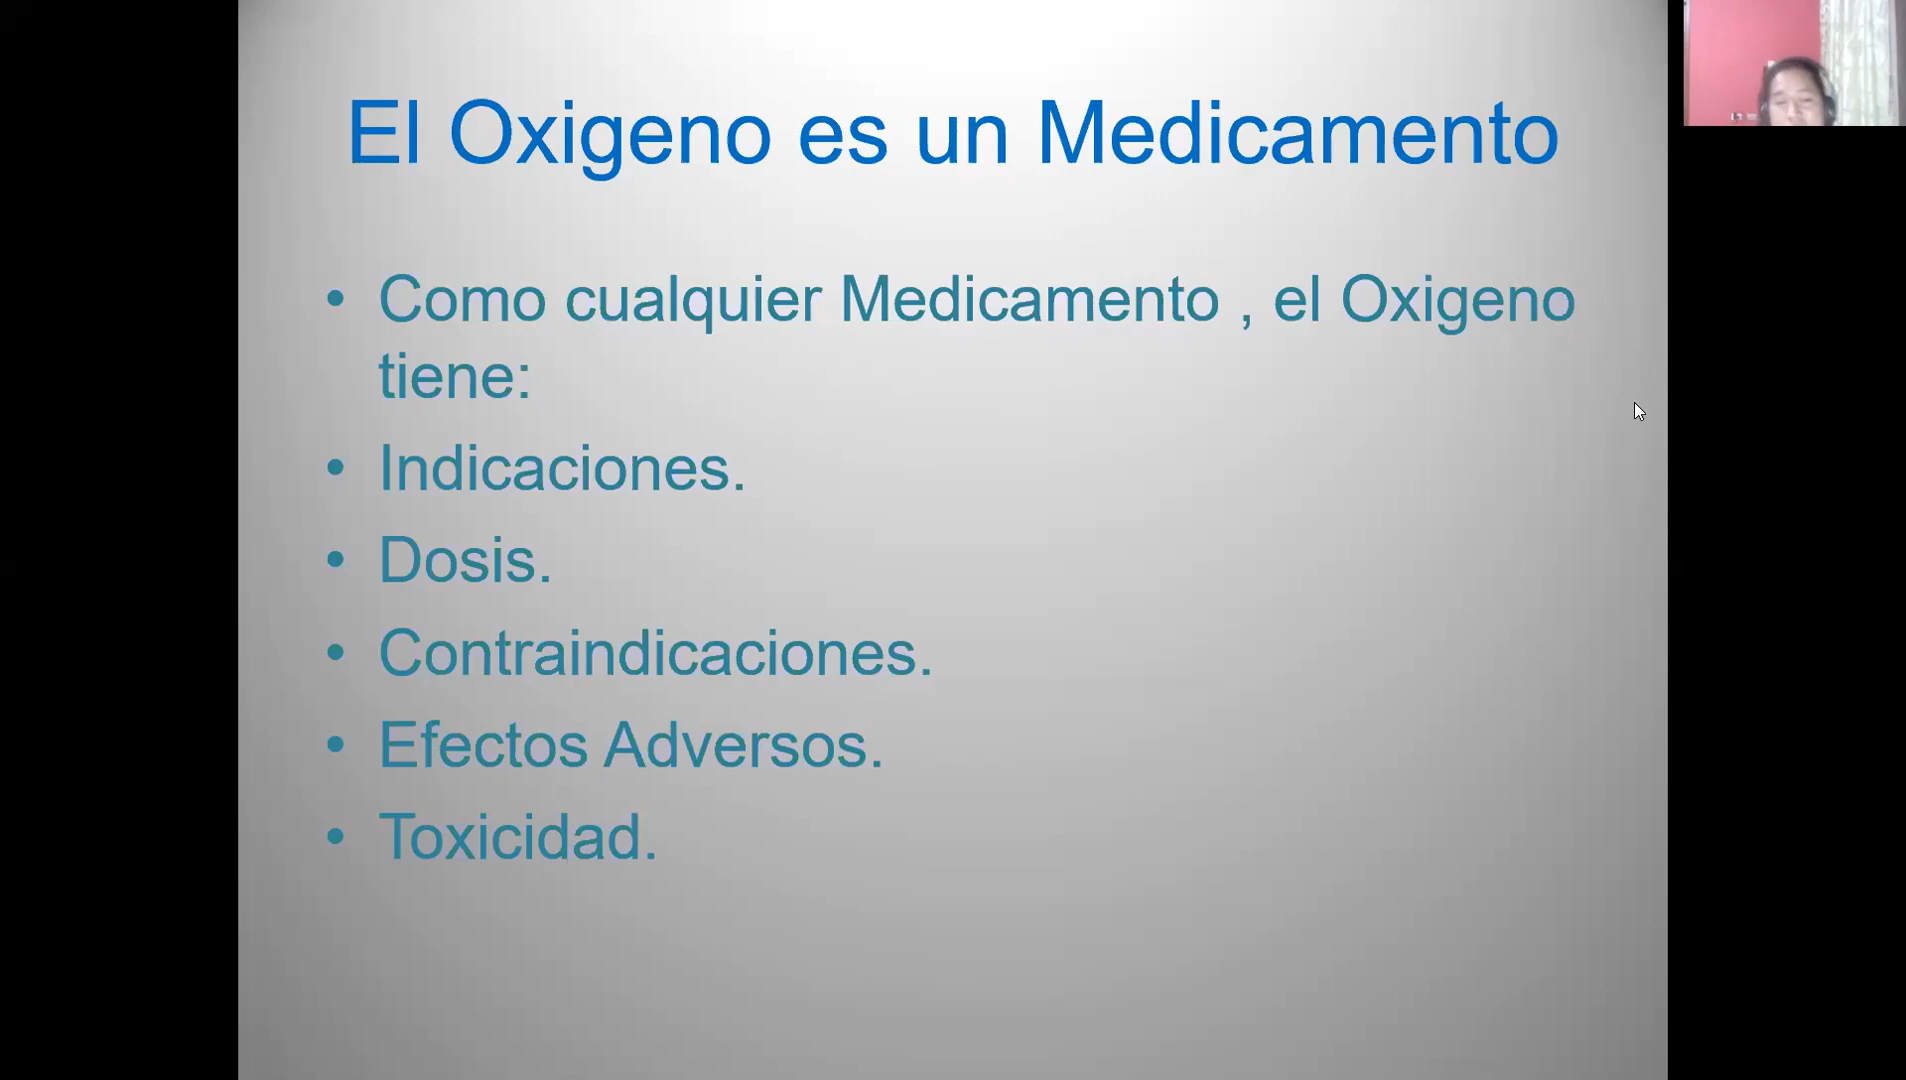 El Oxigeno es un Medicamento
• Como cualquier Medicamento , el Oxigeno
tiene:
• Indicaciones.
• Dosis.
• Contraindicaciones.
• Efectos Adversos.
• Toxicidad.